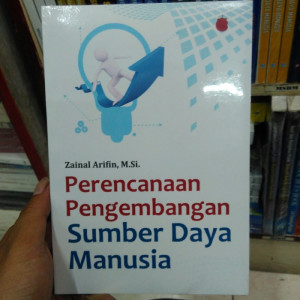 Zainal Arifin, M.Si.
Perencanaan
Pengembangan
Sumber Daya
Manusia